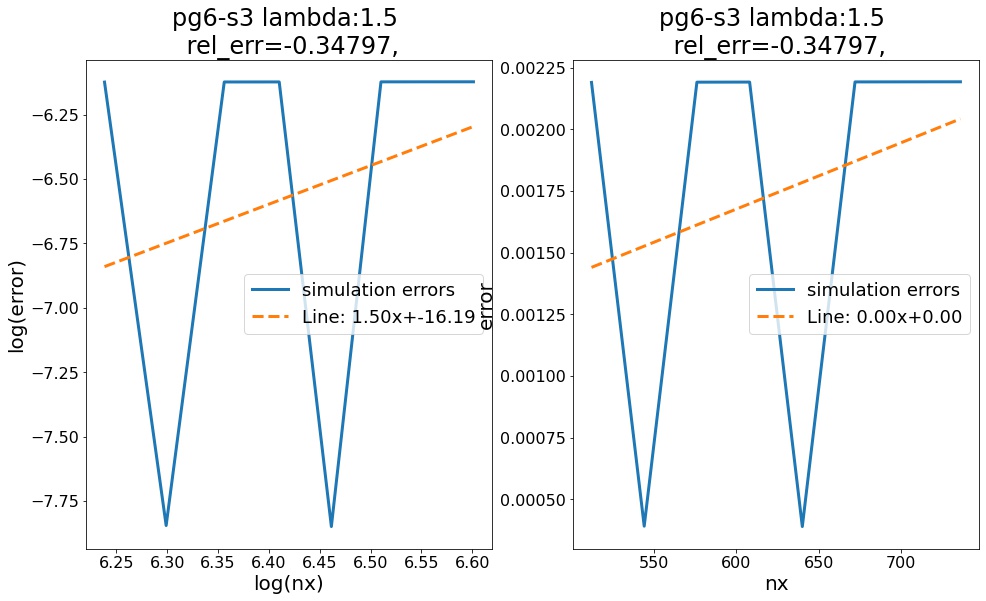 pg6-s3 lambda:1.5
rel_err=-0.34797,
log(error)
−6.25
−6.50
−6.75
−7.00
−7.25
−7.50
−7.75
simulation errors
Line: 1.50x+-16.19
6.25 6.30 6.35 6.40 6.45 6.50 6.55 6.60
log(nx)
pg6-s3 lambda:1.5
rel_err=-0.34797,
error
0.00225
0.00200
0.00175
0.00150
0.00125
0.00100
0.00075
0.00050
simulation errors
Line: 0.00x+0.00
550 600 650 700
nx